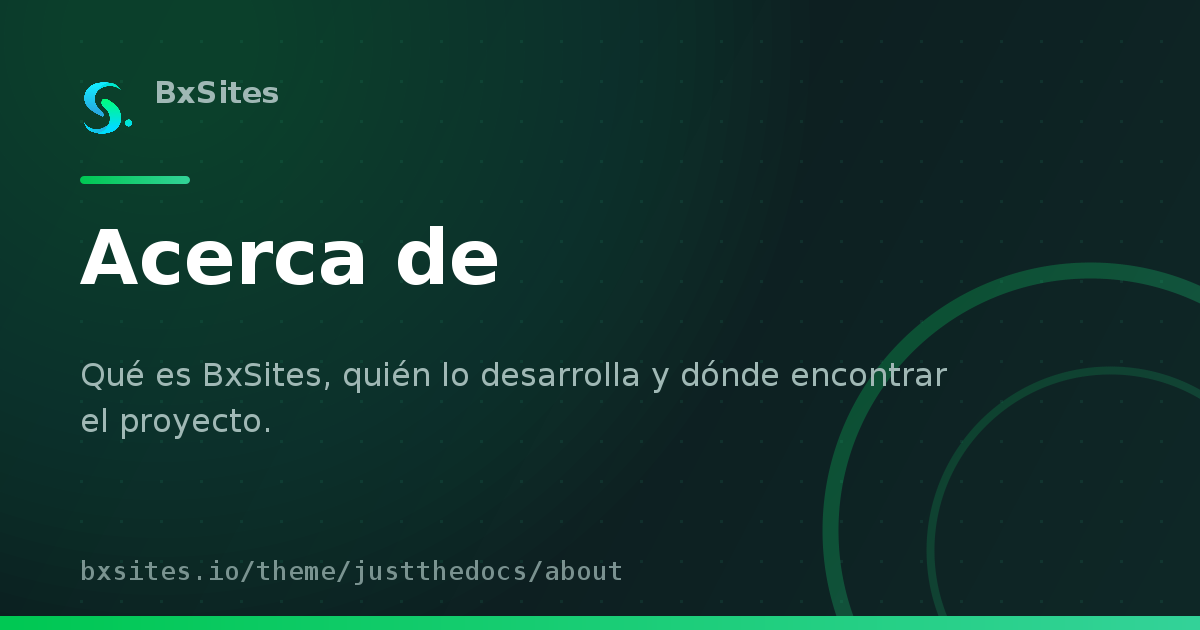 BxSites
Acerca de
Qué es BxSites, quién lo desarrolla y dónde encontrar
el proyecto.
bxsites.io/theme/justthedocs/about